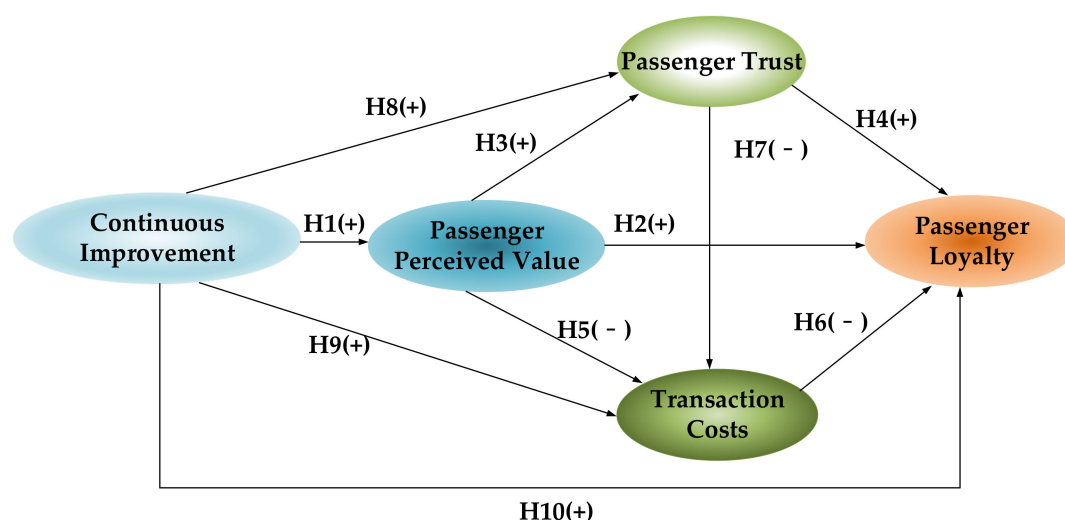 Passenger Trust
H8(+)
H3(+)
H4(+)
H7( - )
Continuous
Improvement
H1(+)
Passenger
Perceived Value
H2(+)
Passenger
Loyalty
H9(+)
H5( - )
H6( - )
Transaction
Costs
H10(+)